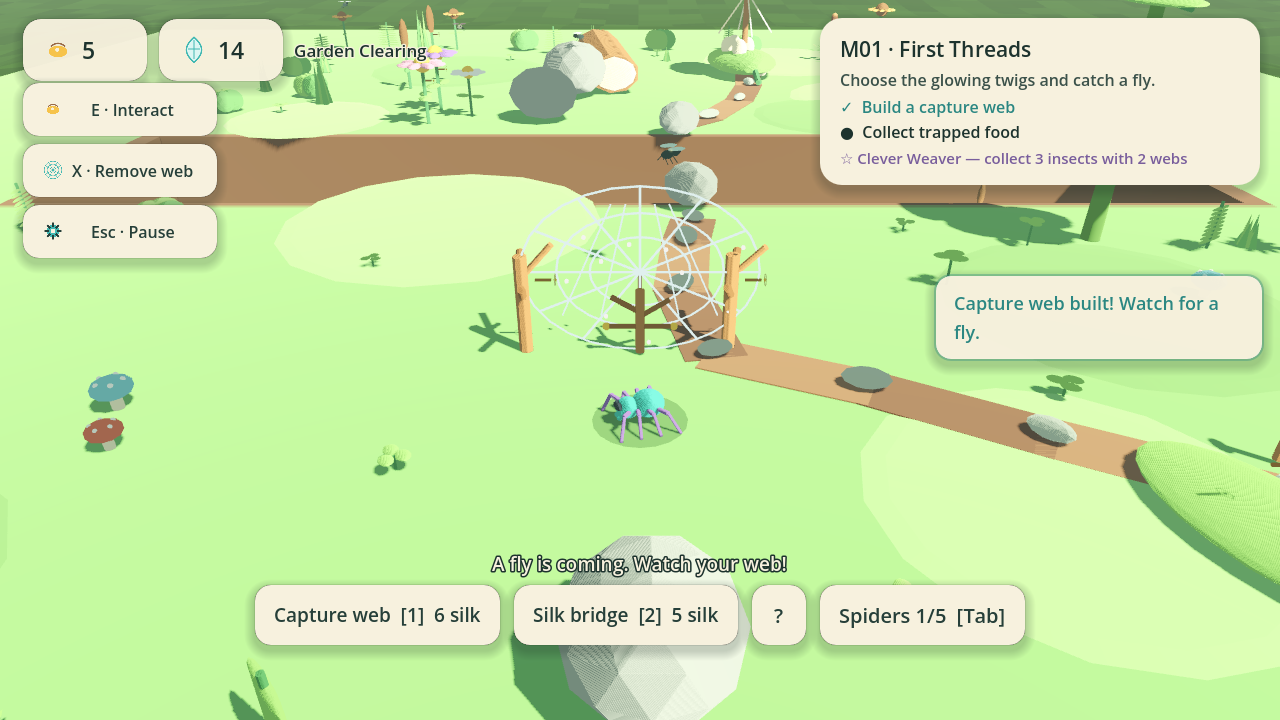 5
14
Garden Clearing
E · Interact
X · Remove web
Esc · Pause
M01 · First Threads
Choose the glowing twigs and catch a fly.
✓ Build a capture web
● Collect trapped food
☆ Clever Weaver — collect 3 insects with 2 webs
Capture web built! Watch for a
fly.
A fly is coming. Watch your web!
Capture web [1] 6 silk
Silk bridge [2] 5 silk
?
Spiders 1/5 [Tab]